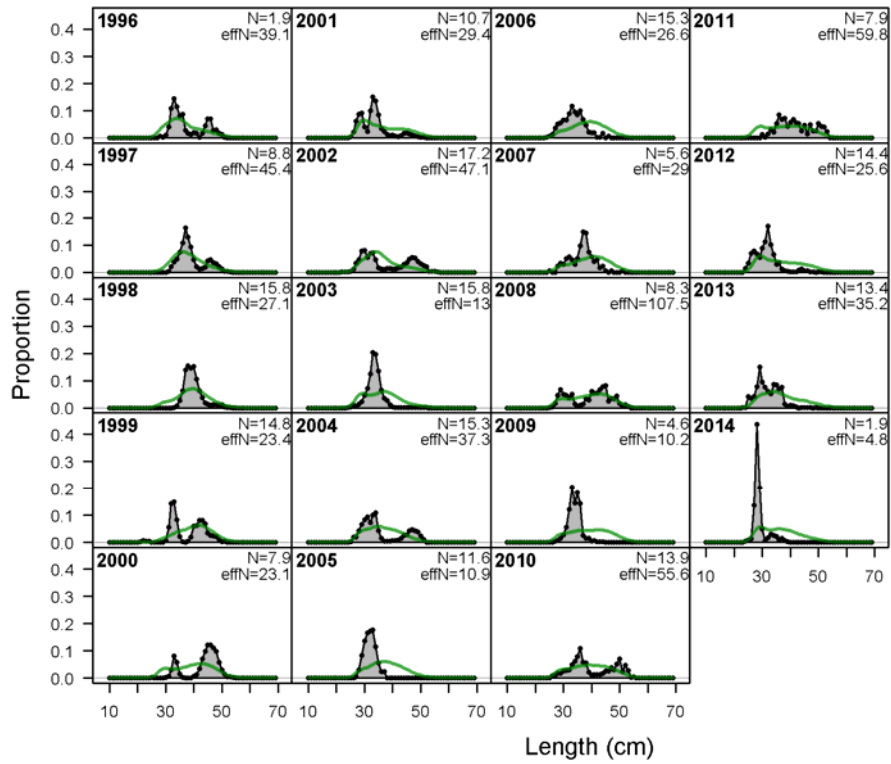 1996
N=1.9
effN=39.1
2001
N=10.7
effN=29.4
2006
N=15.3
effN=26.6
2011
N=7.9
effN=59.8
0.4
0.3
0.2
0.1
0.0
1997
N=8.8
effN=45.4
2002
N=17.2
effN=47.1
2007
N=5.6
effN=29
2012
N=14.4
effN=25.6
0.4
0.3
0.2
0.1
0.0
1998
N=15.8
effN=27.1
2003
N=15.8
effN=13
2008
N=8.3
effN=107.5
2013
N=13.4
effN=35.2
0.4
0.3
0.2
0.1
0.0
Proportion
1999
N=14.8
effN=23.4
2004
N=15.3
effN=37.3
2009
N=4.6
effN=10.2
2014
N=1.9
effN=4.8
0.4
0.3
0.2
0.1
0.0
10 30 50 70
2000
N=7.9
effN=23.1
2005
N=11.6
effN=10.9
2010
N=13.9
effN=55.6
0.4
0.3
0.2
0.1
0.0
10 30 50 70
10 30 50 70
10 30 50 70
Length (cm)